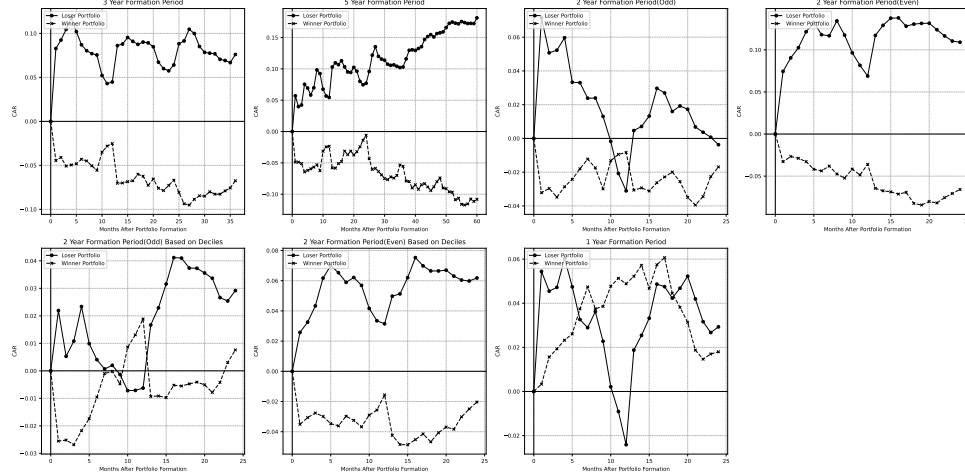 3 Year Formation Period
Loser Portfolio
Winner Portfolio
CAR
0.10
0.05
0.00
−0.05
−0.10
0 5 10 15 20 25 30 35
Months After Portfolio Formation
5 Year Formation Period
Loser Portfolio
Winner Portfolio
CAR
0.15
0.10
0.05
0.00
−0.05
−0.10
0 10 20 30 40 50 60
Months After Portfolio Formation
2 Year Formation Period(Odd)
Loser Portfolio
Winner Portfolio
CAR
0.06
0.04
0.02
0.00
−0.02
−0.04
0 5 10 15 20 25
Months After Portfolio Formation
2 Year Formation Period(Even)
Loser Portfolio
Winner Portfolio
CAR
0.10
0.05
0.00
−0.05
0 5 10 15 20
Months After Portfolio Formation
2 Year Formation Period(Odd) Based on Deciles
Loser Portfolio
Winner Portfolio
CAR
0.04
0.03
0.02
0.01
0.00
−0.01
−0.02
−0.03
0 5 10 15 20 25
Months After Portfolio Formation
2 Year Formation Period(Even) Based on Deciles
Loser Portfolio
Winner Portfolio
CAR
0.08
0.06
0.04
0.02
0.00
−0.02
−0.04
0 5 10 15 20 25
Months After Portfolio Formation
1 Year Formation Period
Loser Portfolio
Winner Portfolio
CAR
0.06
0.04
0.02
0.00
−0.02
0 5 10 15 20 25
Months After Portfolio Formation